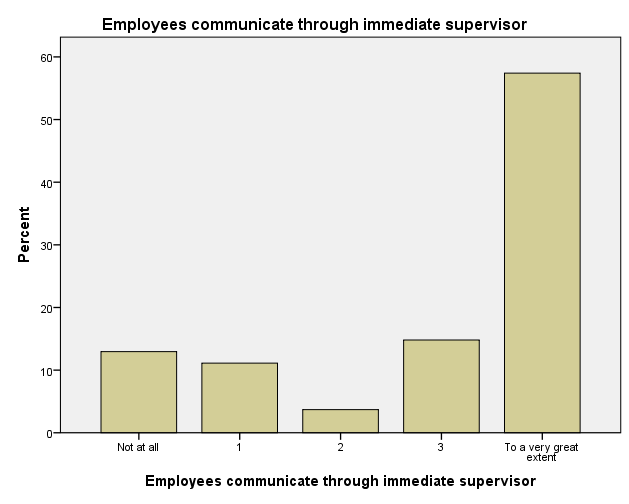 Employees communicate through immediate supervisor
60
50
40
30
20
10
0
Percent
Not at all
1
2
3
To a very great
extent
Employees communicate through immediate supervisor